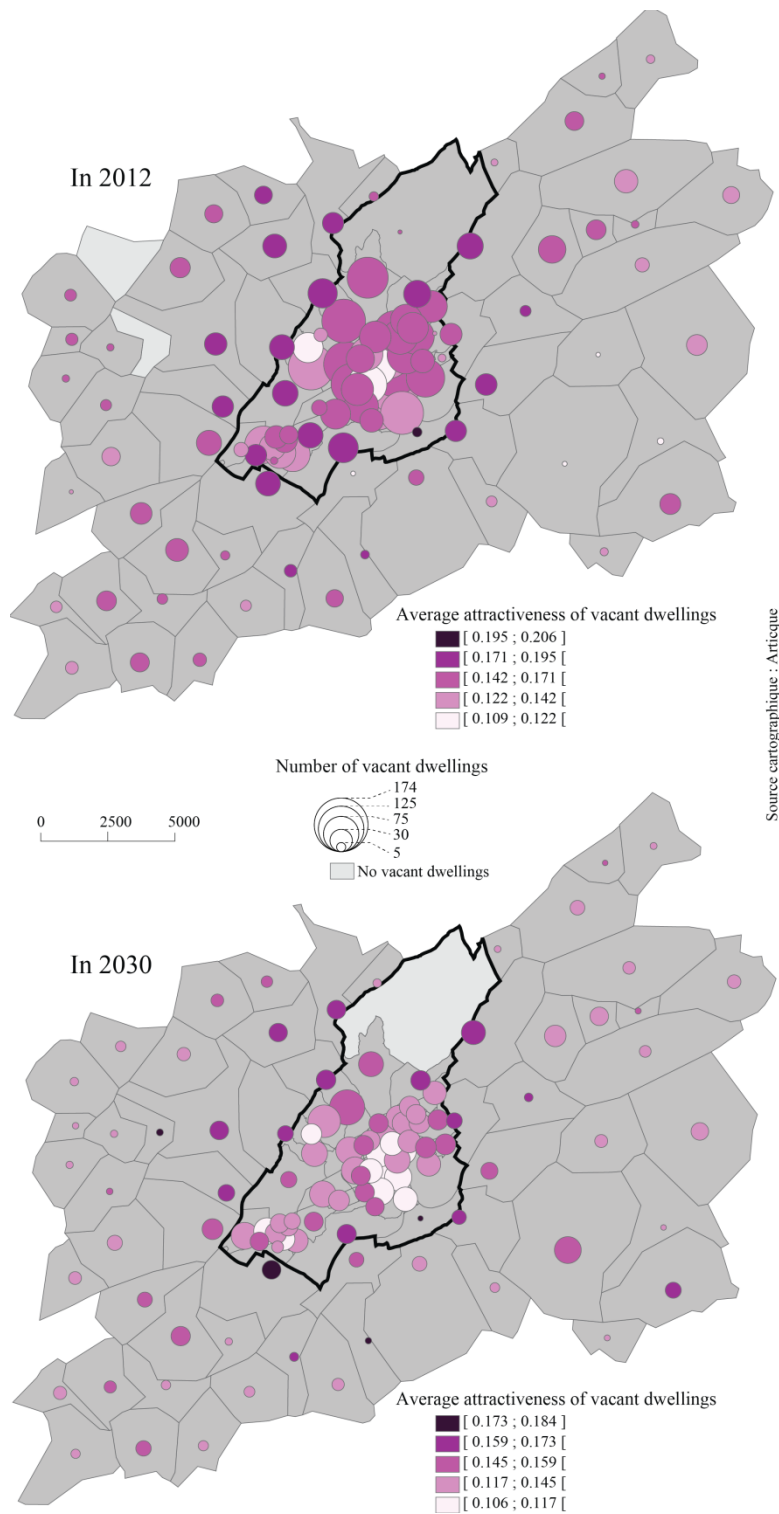 In 2012
Average attractiveness of vacant dwellings
[ 0.195 ; 0.206 ]
[ 0.171 ; 0.195 [
[ 0.142 ; 0.171 [
[ 0.122 ; 0.142 [
[ 0.109 ; 0.122 [
Source cartographique : Articque
Number of vacant dwellings
174
125
75
30
5
No vacant dwellings
0 2500 5000
In 2030
Average attractiveness of vacant dwellings
[ 0.173 ; 0.184 ]
[ 0.159 ; 0.173 [
[ 0.145 ; 0.159 [
[ 0.117 ; 0.145 [
[ 0.106 ; 0.117 [